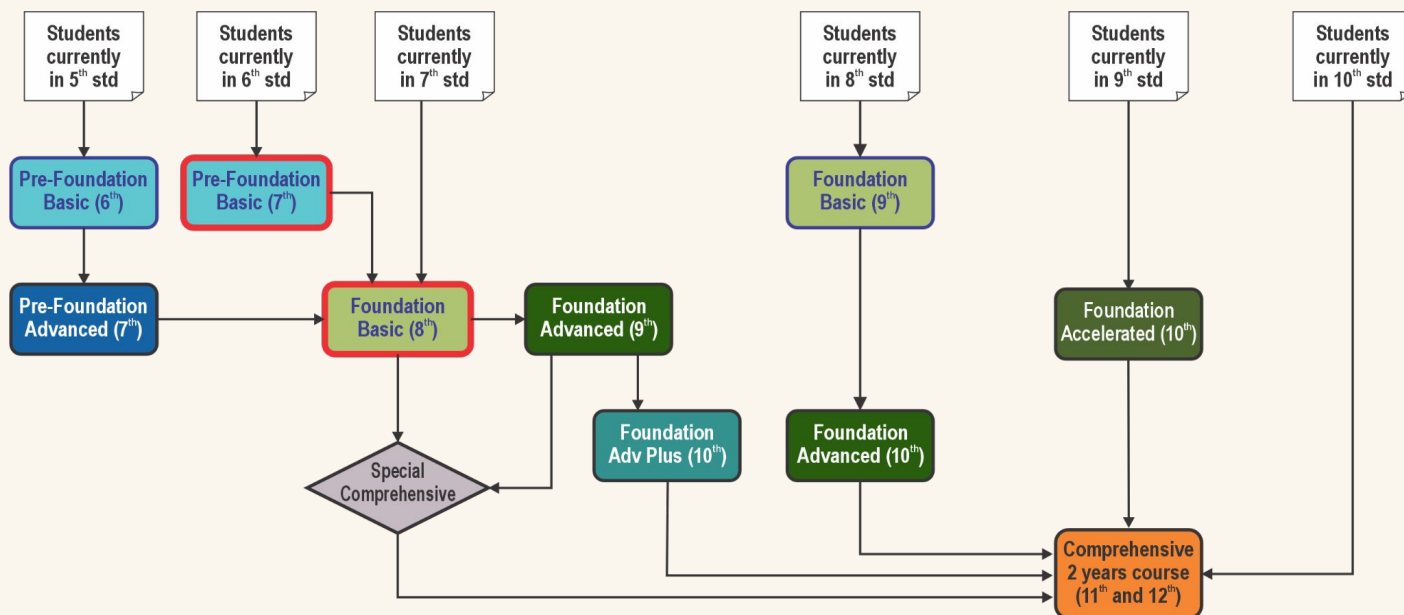 Students
currently
in 5th std
Students
currently
in 6th std
Students
currently
in 7th std
Students
currently
in 8th std
Students
currently
in 9th std
Students
currently
in 10th std
Pre-Foundation
Basic (6th)
Pre-Foundation
Basic (7th)
Foundation
Basic (9th)
Pre-Foundation
Advanced (7th)
Foundation
Basic
(8th)
Foundation
Advanced (9th)
Foundation
Accelerated (10th)
Foundation
Adv Plus (10th)
Foundation
Advanced (10th)
Special
Comprehensive
Comprehensive
2 years course
(11th and 12th)